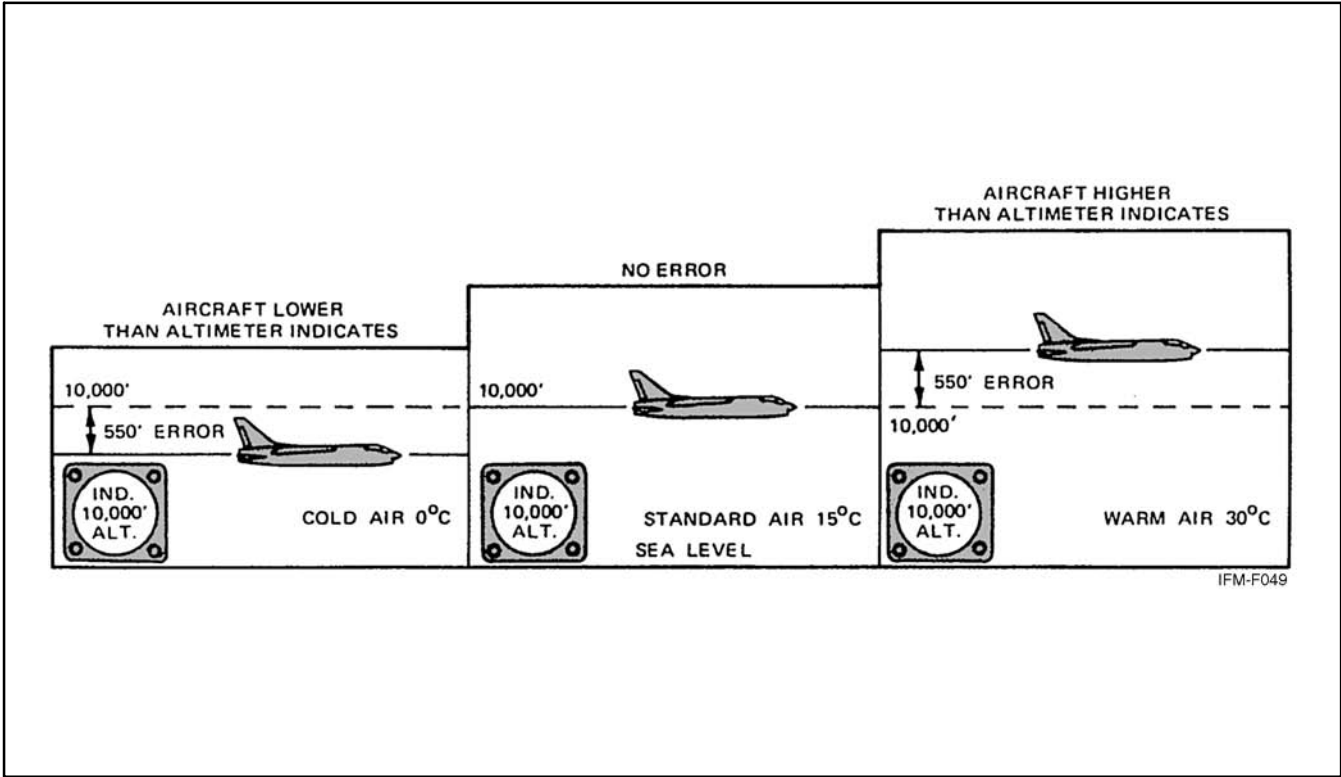 AIRCRAFT HIGHER
THAN ALTIMETER INDICATES
NO ERROR
AIRCRAFT LOWER
THAN ALTIMETER INDICATES
10,000'
550' ERROR
IND.
10,000'
ALT.
COLD AIR 0°C
10,000'
IND.
10,000'
ALT.
STANDARD AIR 15°C
SEA LEVEL
550' ERROR
10,000'
IND.
10,000'
ALT.
WARM AIR 30°C
IFM-F049